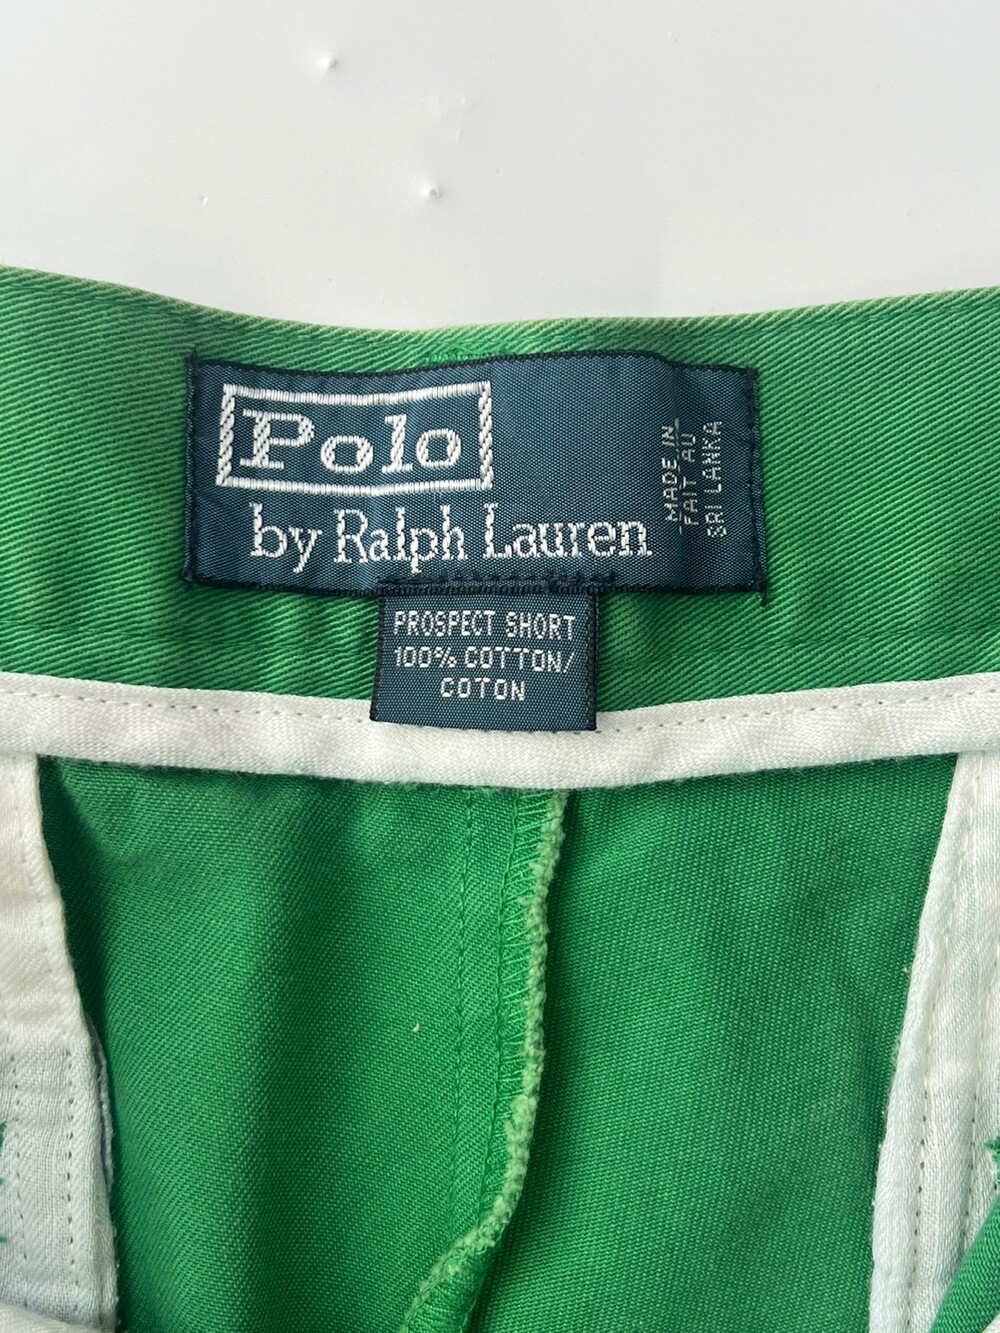 Polo
by Ralph Lauren
MADE IN
FAIT AU
SRI LANKA
PROSPECT SHORT
100% COTTON/
COTON